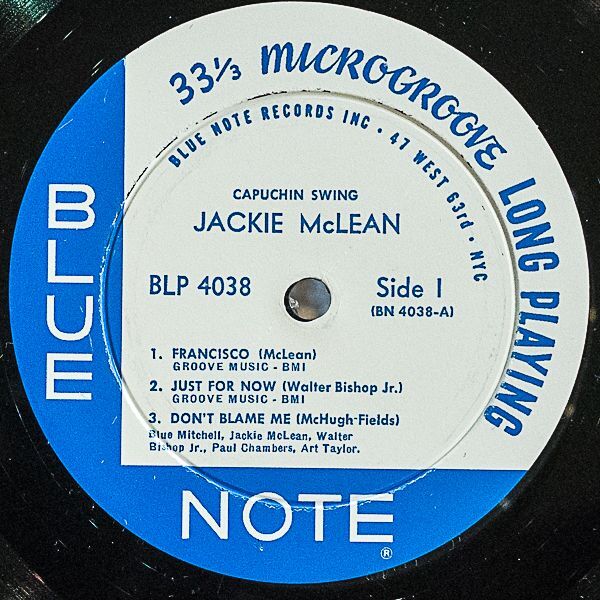 33⅓ MICROGROOVE LONG PLAYING
BLUE NOTE RECORDS INC • 47 WEST 63rd • NYC
CAPUCHIN SWING
JACKIE McLEAN
BLP 4038
Side 1
(BN 4038-A)
1. FRANCISCO (McLean)
GROOVE MUSIC - BMI
2. JUST FOR NOW (Walter Bishop Jr.)
GROOVE MUSIC - BMI
3. DON'T BLAME ME (McHugh-Fields)
Blue Mitchell, Jackie McLean, Walter
Bishop Jr., Paul Chambers, Art Taylor.
BLUE
NOTE
®